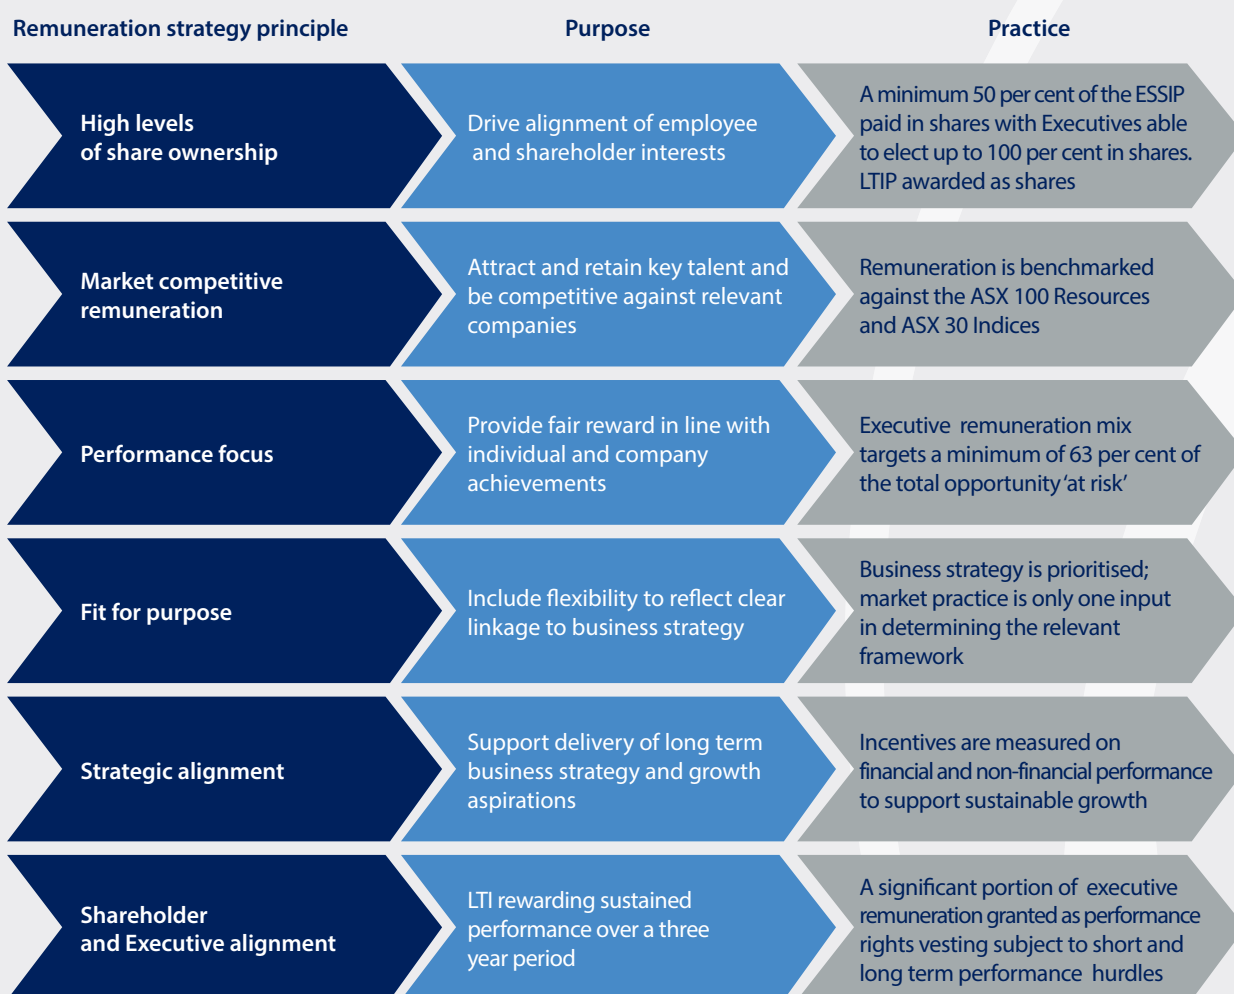 Remuneration strategy principle
Purpose
Practice
High levels
of share ownership
Drive alignment of employee
and shareholder interests
A minimum 50 per cent of the ESSIP
paid in shares with Executives able
to elect up to 100 per cent in shares.
LTIP awarded as shares
Market competitive
remuneration
Attract and retain key talent and
be competitive against relevant
companies
Remuneration is benchmarked
against the ASX 100 Resources
and ASX 30 Indices
Performance focus
Provide fair reward in line with
individual and company
achievements
Executive remuneration mix
targets a minimum of 63 per cent of
the total opportunity 'at risk'
Fit for purpose
Include flexibility to reflect clear
linkage to business strategy
Business strategy is prioritised;
market practice is only one input
in determining the relevant
framework
Strategic alignment
Support delivery of long term
business strategy and growth
aspirations
Incentives are measured on
financial and non-financial performance
to support sustainable growth
Shareholder
and Executive alignment
LTI rewarding sustained
performance over a three
year period
A significant portion of executive
remuneration granted as performance
rights vesting subject to short and
long term performance hurdles